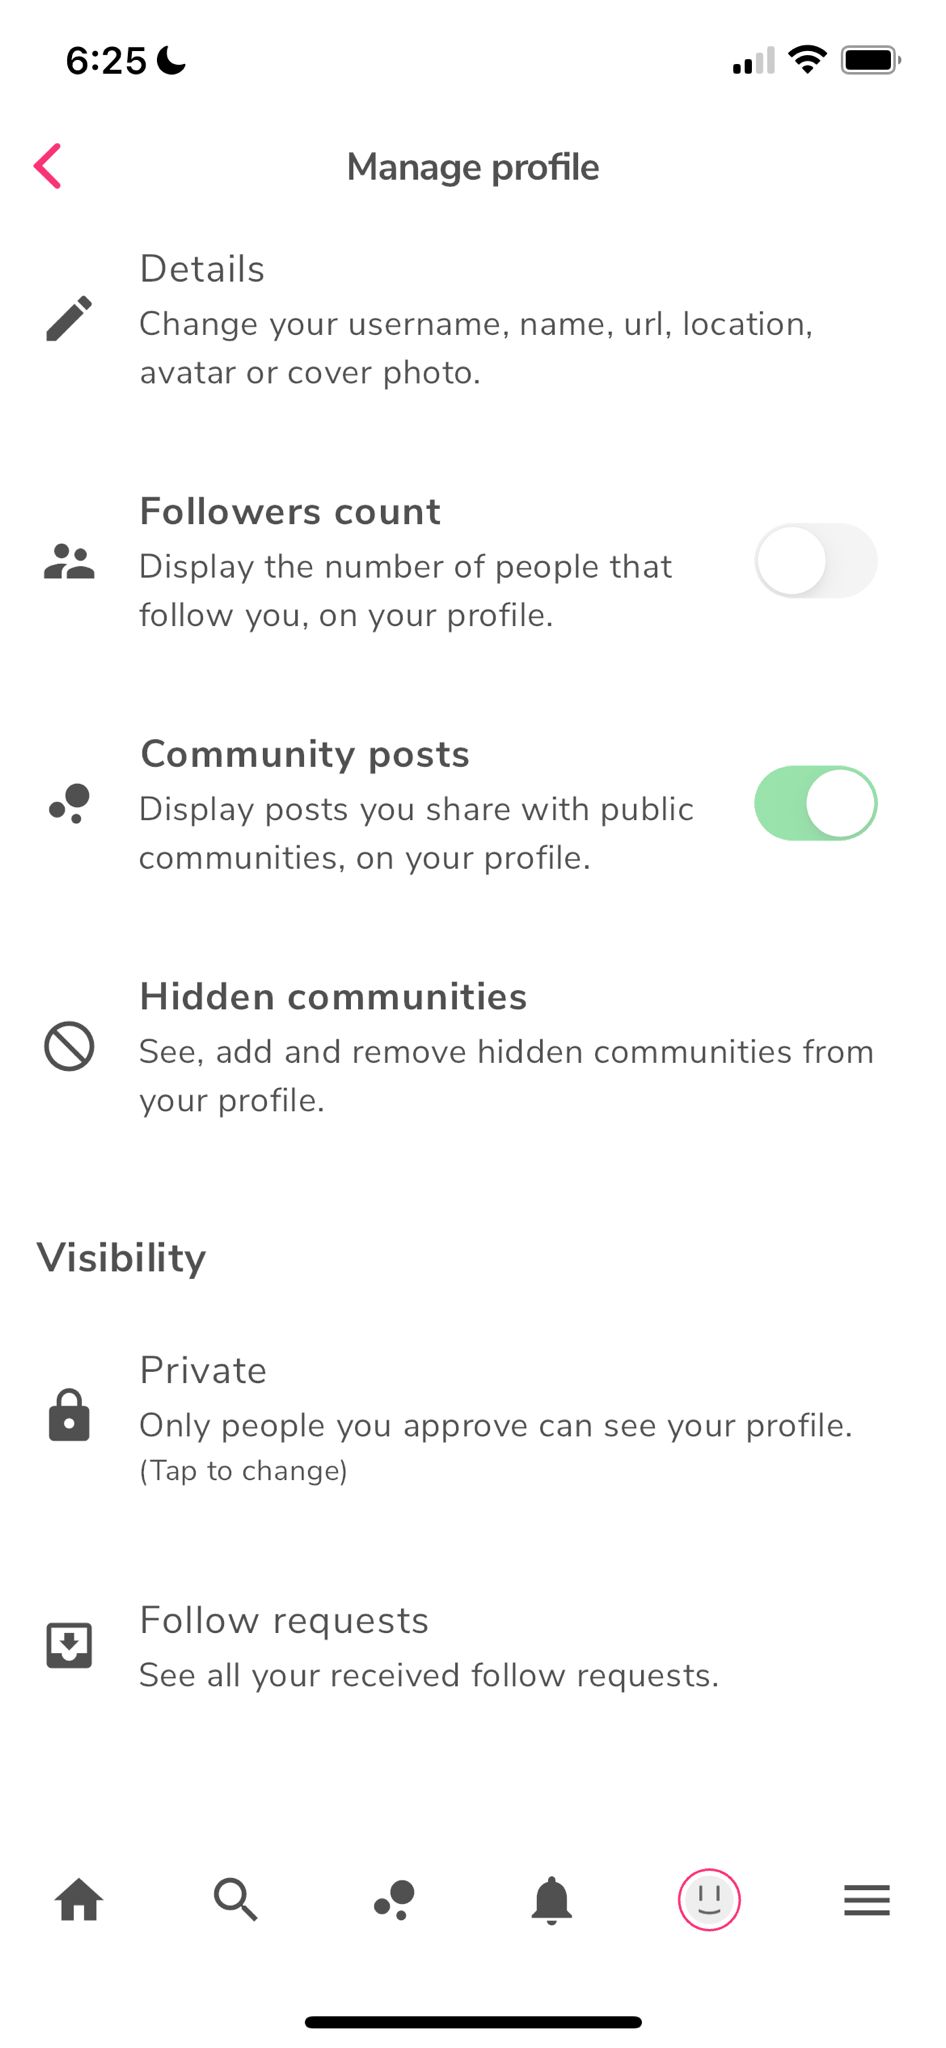 6:25
Manage profile
Details
Change your username, name, url, location,
avatar or cover photo.
Followers count
Display the number of people that
follow you, on your profile.
Community posts
Display posts you share with public
communities, on your profile.
Hidden communities
See, add and remove hidden communities from
your profile.
Visibility
Private
Only people you approve can see your profile.
(Tap to change)
Follow requests
See all your received follow requests.